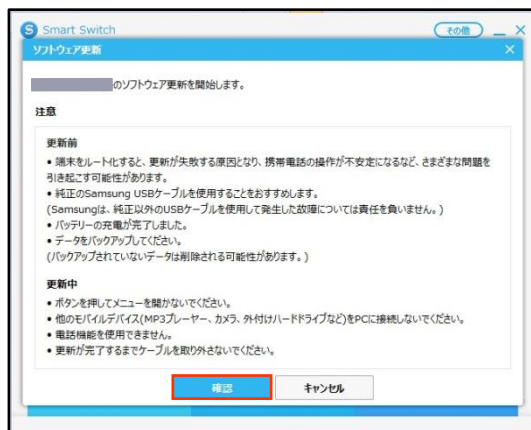 S Smart Switch
その他
ソフトウェア更新
のソフトウェア更新を開始します。
注意
更新前
• 端末をルート化すると、更新が失敗する原因となり、携帯電話の操作が不安定になるなど、さまざまな問題を
引き起こす可能性があります。
• 純正のSamsung USBケーブルを使用することをおすすめします。
(Samsungは、純正以外のUSBケーブルを使用して発生した故障については責任を負いません。)
• バッテリーの充電が完了しました。
• データをバックアップしてください。
(バックアップされていないデータは削除される可能性があります。)
更新中
• ボタンを押してメニューを開かないでください。
• 他のモバイルデバイス(MP3プレーヤー、カメラ、外付けハードドライブなど)をPCに接続しないでください。
• 電話機能を使用できません。
• 更新が完了するまでケーブルを取り外さないでください。
確認
キャンセル